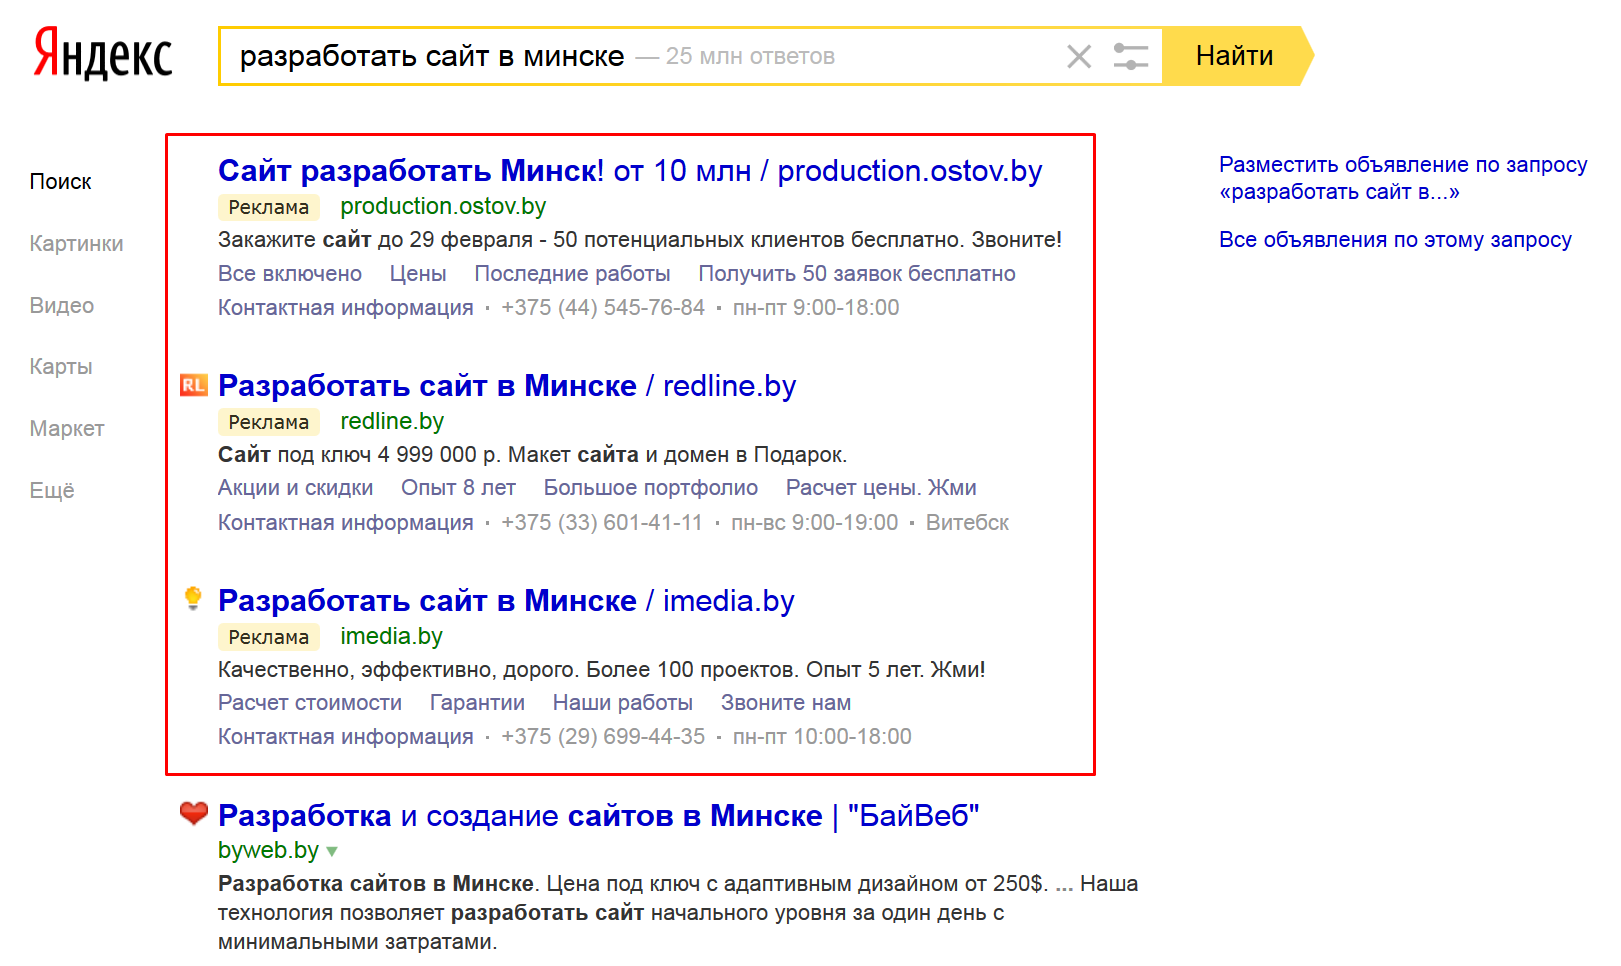 Яндекс
разработать сайт в минске — 25 млн ответов
Найти
Поиск
Картинки
Видео
Карты
Маркет
Ещё
Сайт разработать Минск! от 10 млн / production.ostov.by
Реклама production.ostov.by
Закажите сайт до 29 февраля - 50 потенциальных клиентов бесплатно. Звоните!
Все включено Цены Последние работы Получить 50 заявок бесплатно
Контактная информация · +375 (44) 545-76-84 · пн-пт 9:00-18:00
RL
Разработать сайт в Минске / redline.by
Реклама redline.by
Сайт под ключ 4 999 000 р. Макет сайта и домен в Подарок.
Акции и скидки Опыт 8 лет Большое портфолио Расчет цены. Жми
Контактная информация · +375 (33) 601-41-11 · пн-вс 9:00-19:00 · Витебск
Разработать сайт в Минске / imedia.by
Реклама imedia.by
Качественно, эффективно, дорого. Более 100 проектов. Опыт 5 лет. Жми!
Расчет стоимости Гарантии Наши работы Звоните нам
Контактная информация · +375 (29) 699-44-35 · пн-пт 10:00-18:00
Разработка и создание сайтов в Минске | "БайВеб"
byweb.by
Разработка сайтов в Минске. Цена под ключ с адаптивным дизайном от 250$. ... Наша
технология позволяет разработать сайт начального уровня за один день с
минимальными затратами.
Разместить объявление по запросу
«разработать сайт в...»
Все объявления по этому запросу